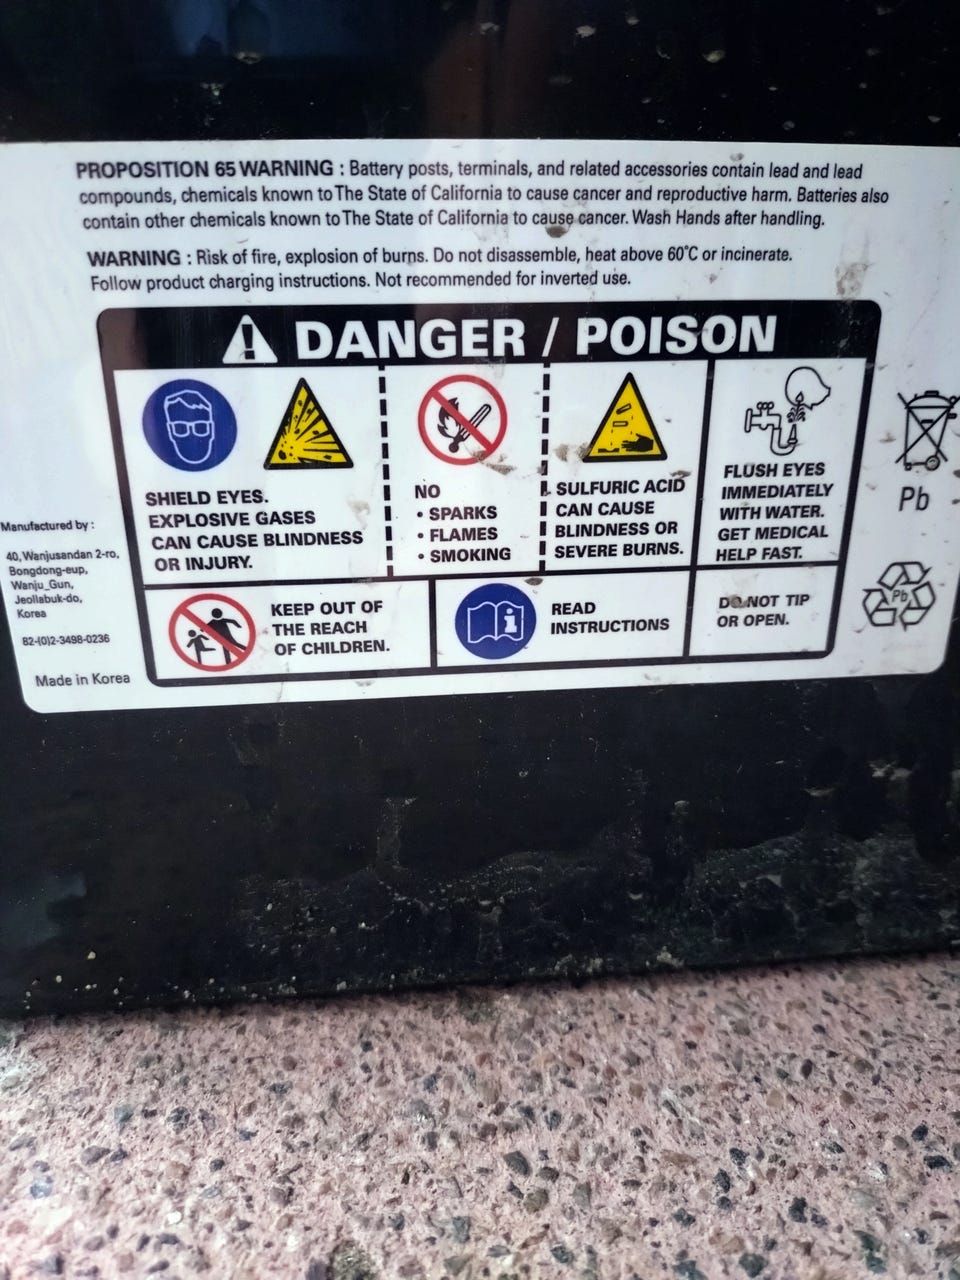 PROPOSITION 65 WARNING : Battery posts, terminals, and related accessories contain lead and lead
compounds, chemicals known to The State of California to cause cancer and reproductive harm. Batteries also
contain other chemicals known to The State of California to cause cancer. Wash Hands after handling.
WARNING : Risk of fire, explosion of burns. Do not disassemble, heat above 60°C or incinerate.
Follow product charging instructions. Not recommended for inverted use.
DANGER / POISON
SHIELD EYES.
EXPLOSIVE GASES
CAN CAUSE BLINDNESS
OR INJURY.
NO
• SPARKS
• FLAMES
• SMOKING
SULFURIC ACID
CAN CAUSE
BLINDNESS OR
SEVERE BURNS.
FLUSH EYES
IMMEDIATELY
WITH WATER.
GET MEDICAL
HELP FAST.
KEEP OUT OF
THE REACH
OF CHILDREN.
READ
INSTRUCTIONS
DO NOT TIP
OR OPEN.
Pb
Pb
Manufactured by :
40, Wanjusandan 2-ro,
Bongdong-eup,
Wanju_Gun,
Jeollabuk-do,
Korea
82-(0)2-3498-0236
Made in Korea